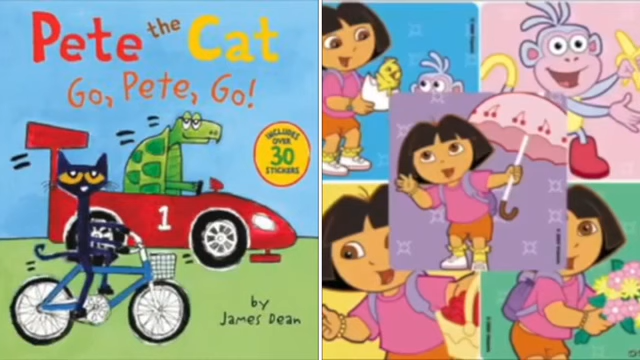 Pete the Cat
Go, Pete, Go!
INCLUDES
OVER
30
STICKERS
1
by
James Dean